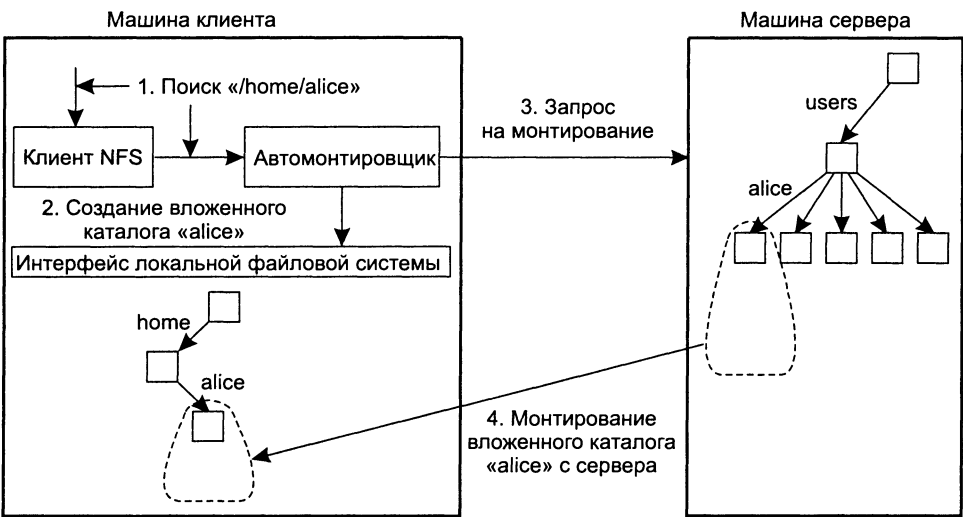 Машина клиента
Машина сервера
1. Поиск «/home/alice»
3. Запрос
на монтирование
users
Клиент NFS
Автомонтировщик
alice
2. Создание вложенного
каталога «alice»
Интерфейс локальной файловой системы
home
alice
4. Монтирование
вложенного каталога
«alice» с сервера